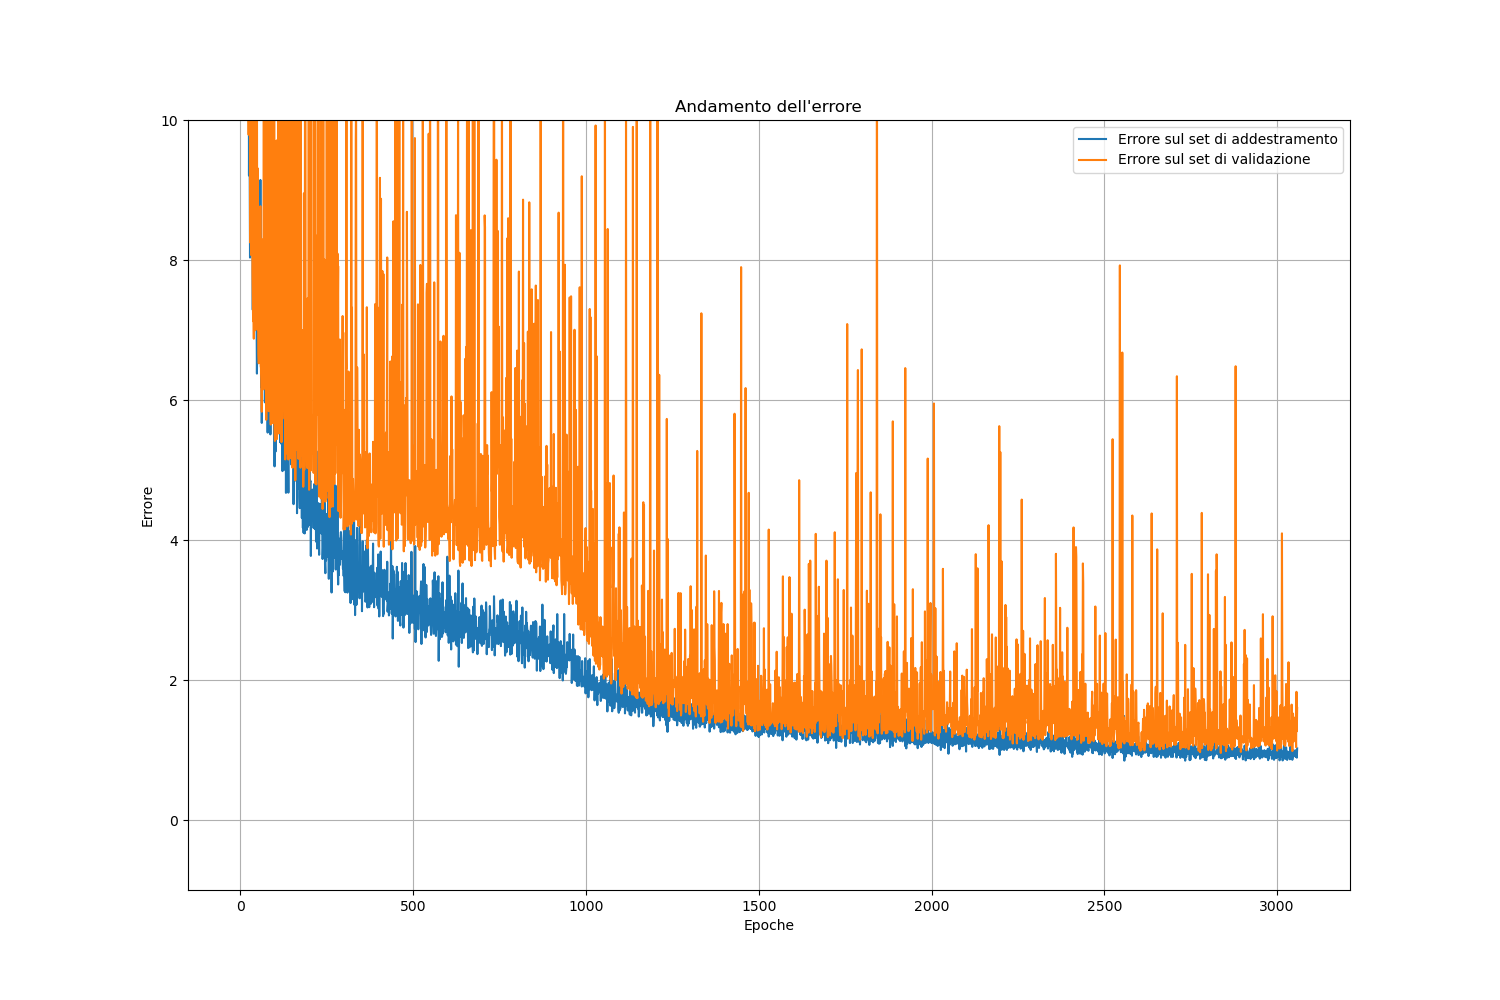 Andamento dell'errore
Errore sul set di addestramento
Errore sul set di validazione
Errore
10
8
6
4
2
0
0 500 1000 1500 2000 2500 3000
Epoche